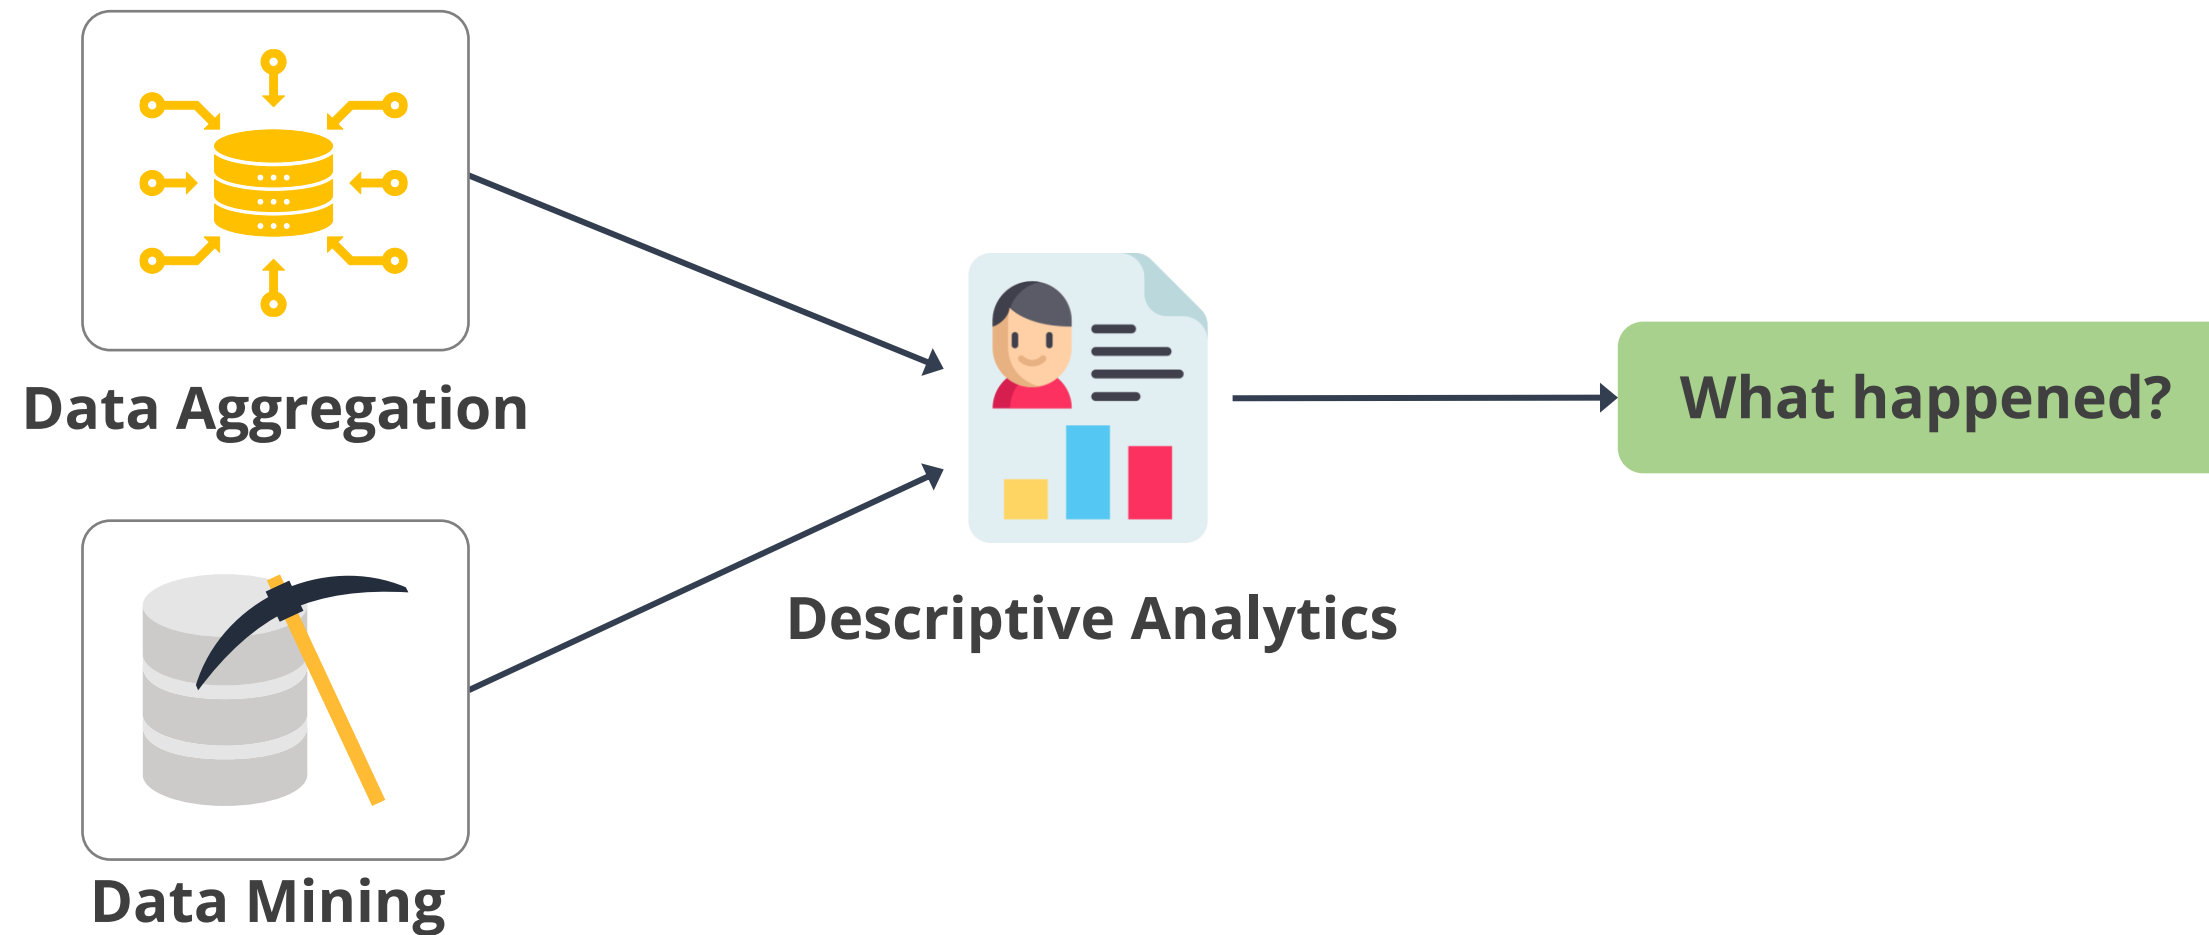 Data Aggregation
Data Mining
Descriptive Analytics
What happened?